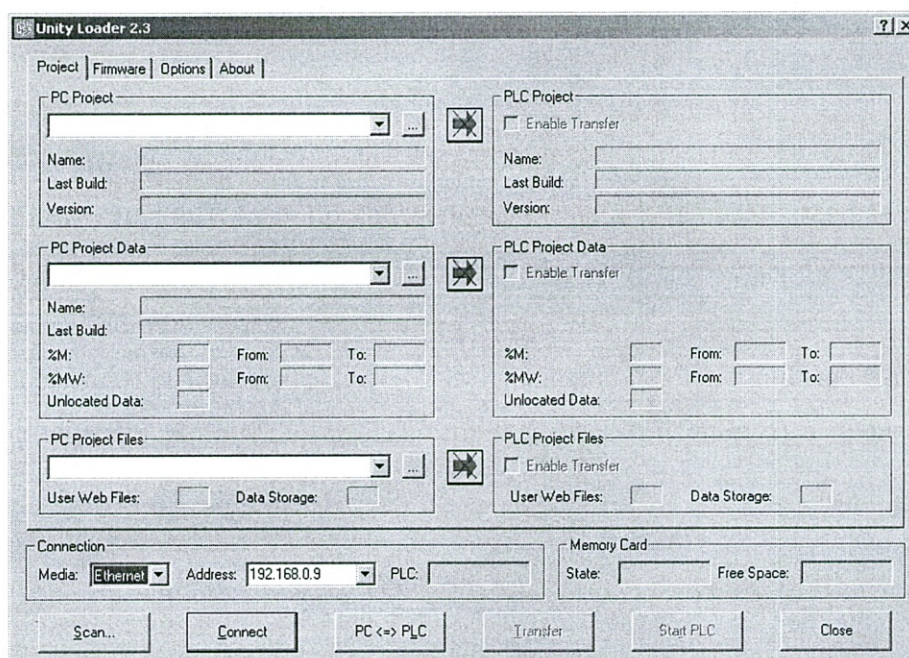 Unity Loader 2.3
Project Firmware Options About
PC Project
...
Name:
Last Build:
Version:
PLC Project
Enable Transfer
Name:
Last Build:
Version:
PC Project Data
...
Name:
Last Build:
%M: From: To:
%MW: From: To:
Unlocated Data:
PLC Project Data
Enable Transfer
%M: From: To:
%MW: From: To:
Unlocated Data:
PC Project Files
...
User Web Files: Data Storage:
PLC Project Files
Enable Transfer
User Web Files: Data Storage:
Connection
Media: Ethernet Address: 192.168.0.9 PLC:
Memory Card
State: Free Space:
Scan... Connect PC <=> PLC Transfer Start PLC Close